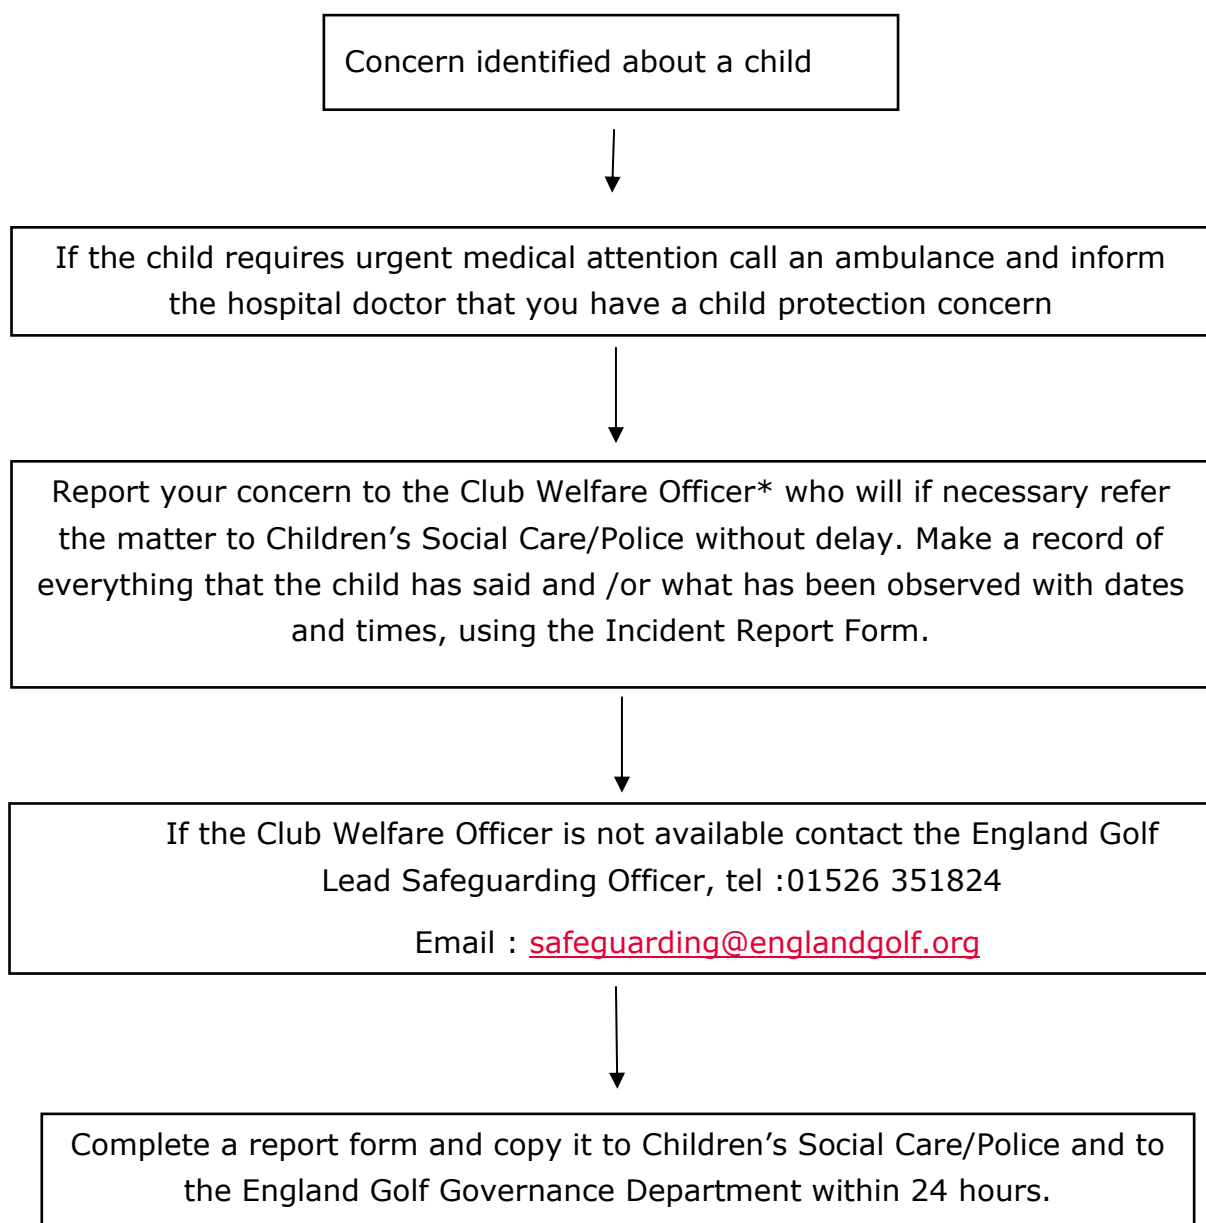 Concern identified about a child
If the child requires urgent medical attention call an ambulance and inform
the hospital doctor that you have a child protection concern
Report your concern to the Club Welfare Officer* who will if necessary refer
the matter to Children’s Social Care/Police without delay. Make a record of
everything that the child has said and /or what has been observed with dates
and times, using the Incident Report Form.
If the Club Welfare Officer is not available contact the England Golf
Lead Safeguarding Officer, tel :01526 351824
Email : safeguarding@englandgolf.org
Complete a report form and copy it to Children’s Social Care/Police and to
the England Golf Governance Department within 24 hours.